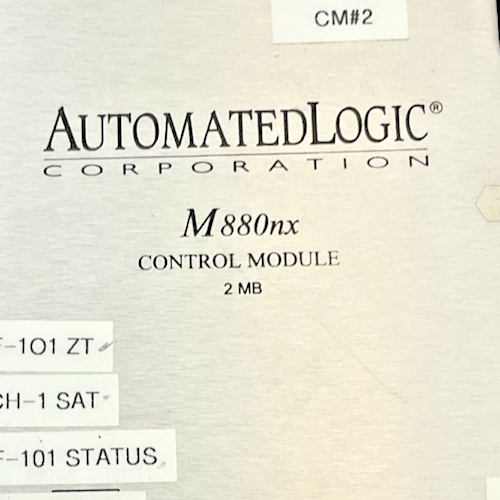 CM#2
AUTOMATEDLOGIC®
CORPORATION
M880nx
CONTROL MODULE
2 MB
-101 ZT
CH-1 SAT
-101 STATUS